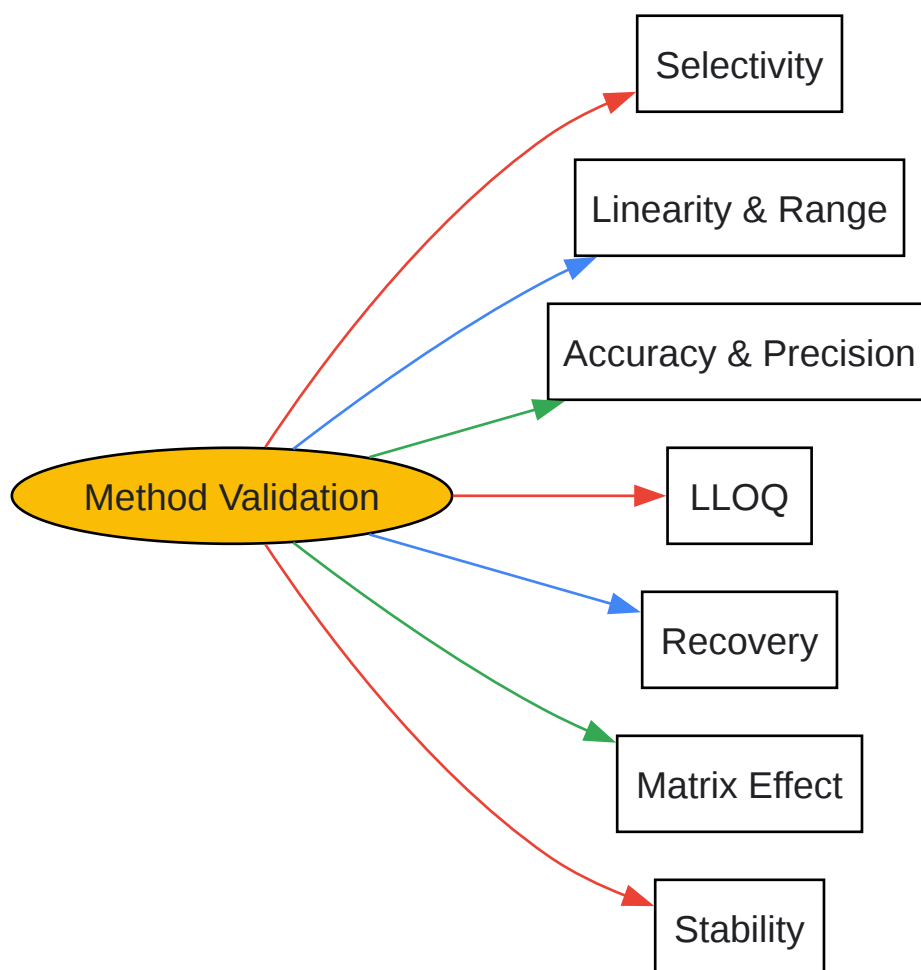 Selectivity
Linearity & Range
Accuracy & Precision
Method Validation
LLOQ
Recovery
Matrix Effect
Stability